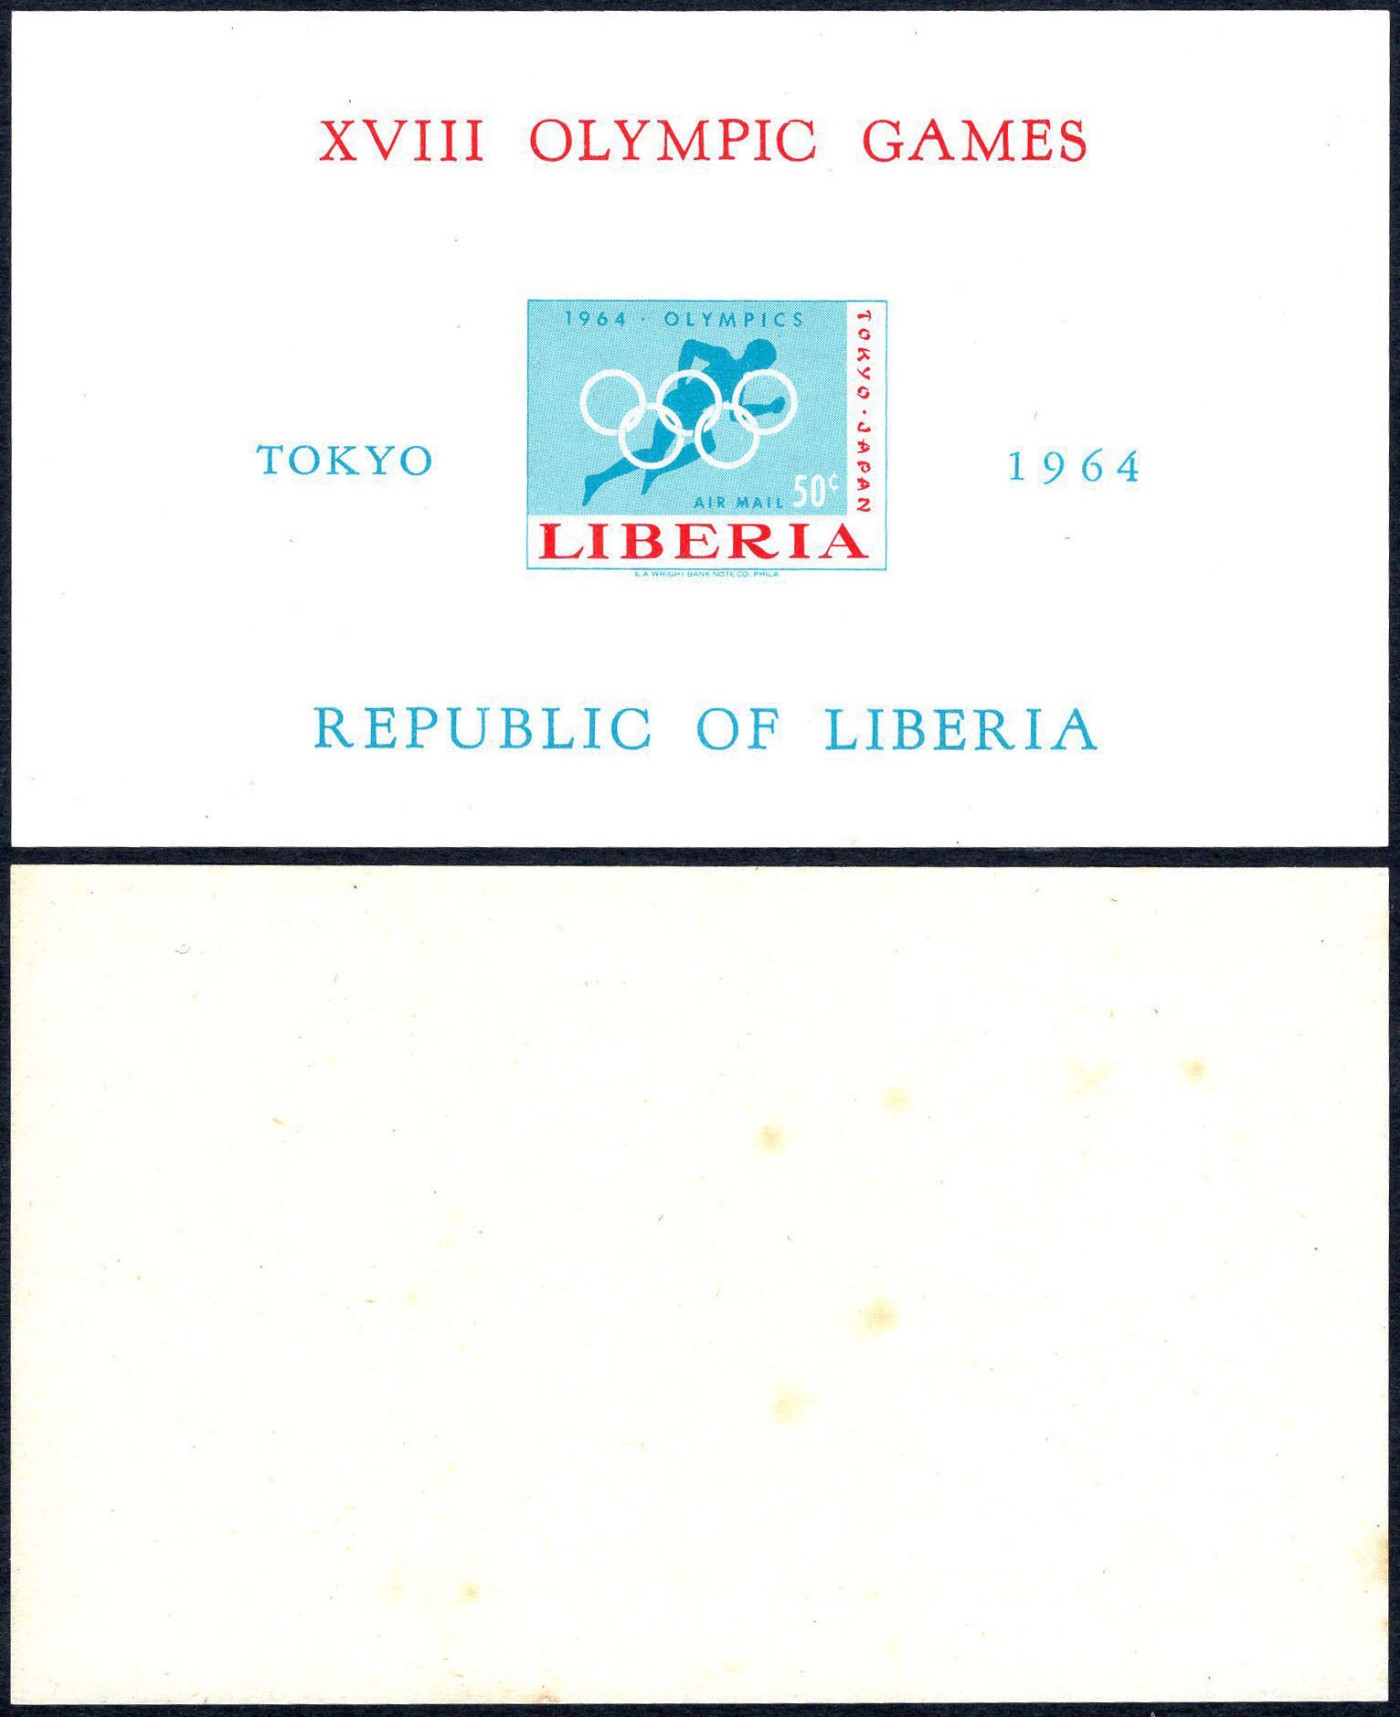 XVIII OLYMPIC GAMES
1964 · OLYMPICS
TOKYO · JAPAN
TOKYO
1964
AIR MAIL 50¢
LIBERIA
E. A. WRIGHT BANK NOTE CO. PHILA.
REPUBLIC OF LIBERIA